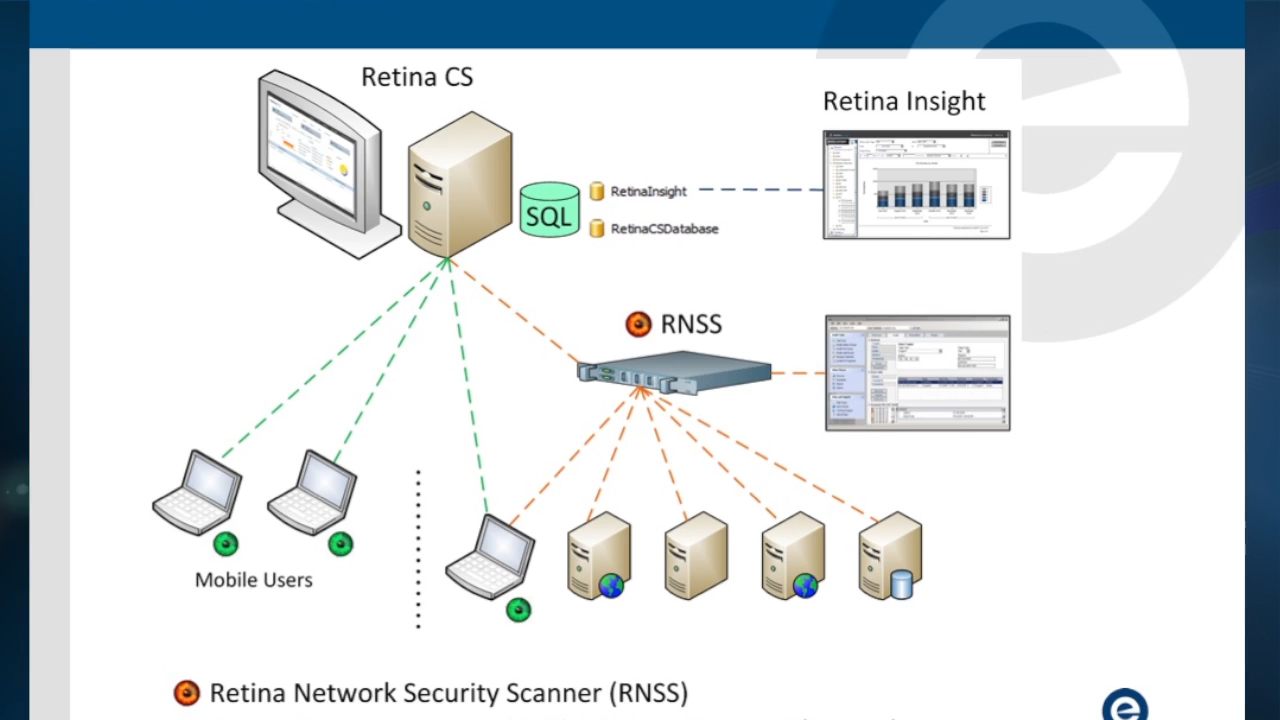 Retina CS
Retina Insight
SQL
RetinaInsight
RetinaCSDatabase
RNSS
Mobile Users
Retina Network Security Scanner (RNSS)
e